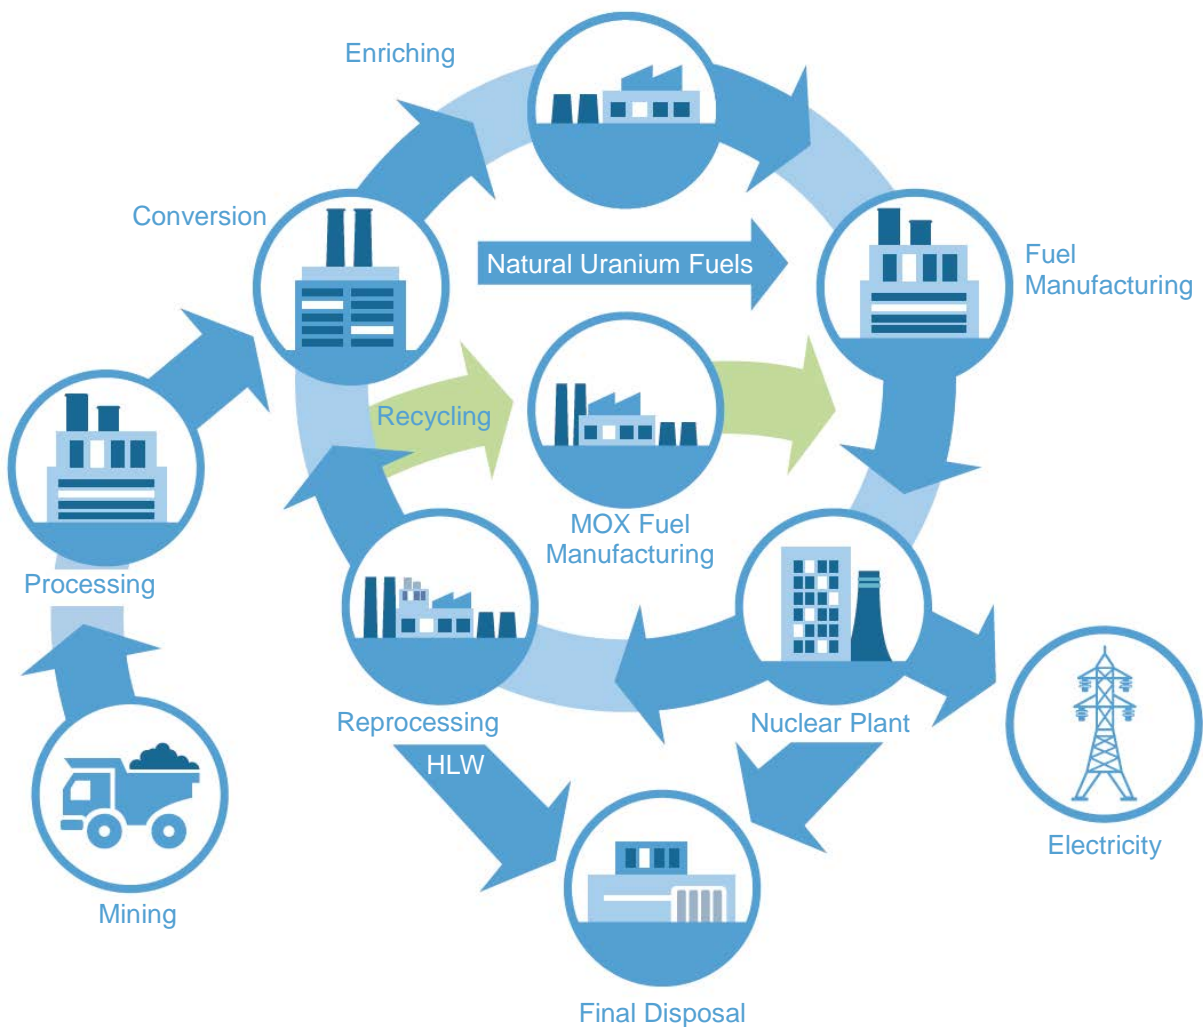 Enriching
Conversion
Natural Uranium Fuels
Fuel
Manufacturing
Recycling
MOX Fuel
Manufacturing
Processing
Reprocessing
Nuclear Plant
HLW
Electricity
Mining
Final Disposal